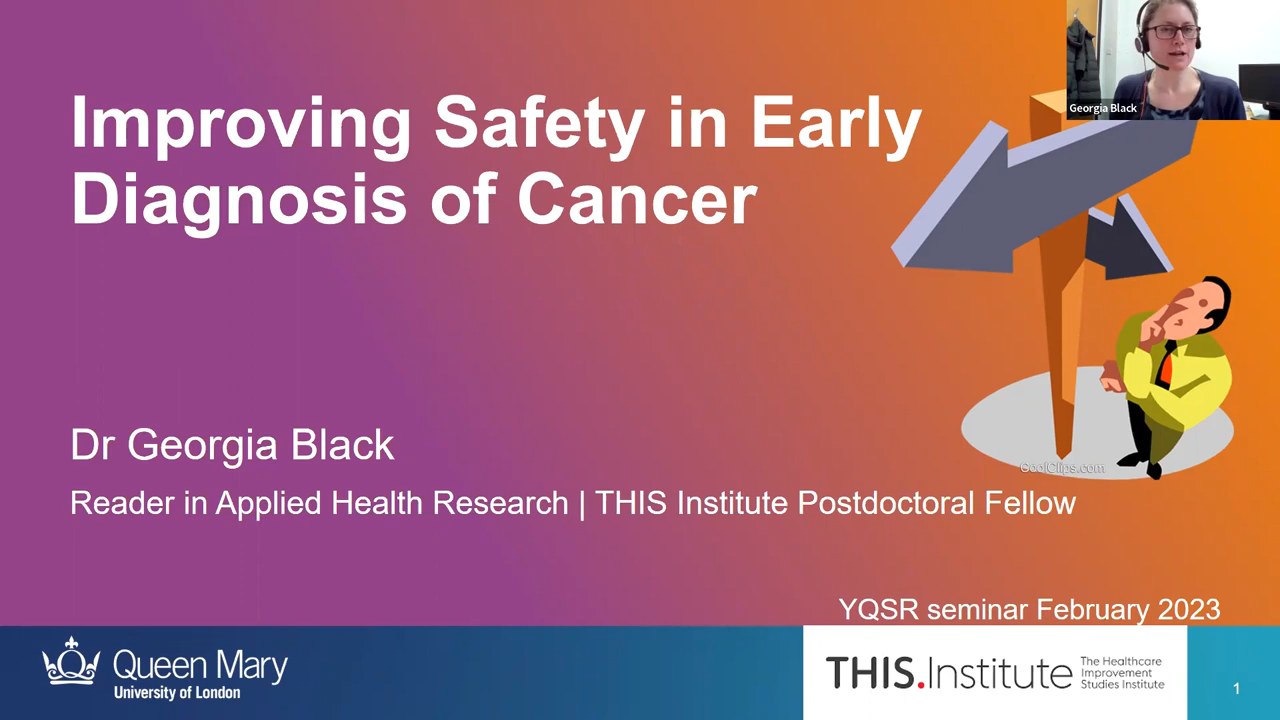 Georgia Black
Improving Safety in Early
Diagnosis of Cancer
GoofClips.com
Dr Georgia Black
Reader in Applied Health Research | THIS Institute Postdoctoral Fellow
YQSR seminar February 2023
Queen Mary
University of London
THIS.Institute
The Healthcare
Improvement
Studies Institute
1